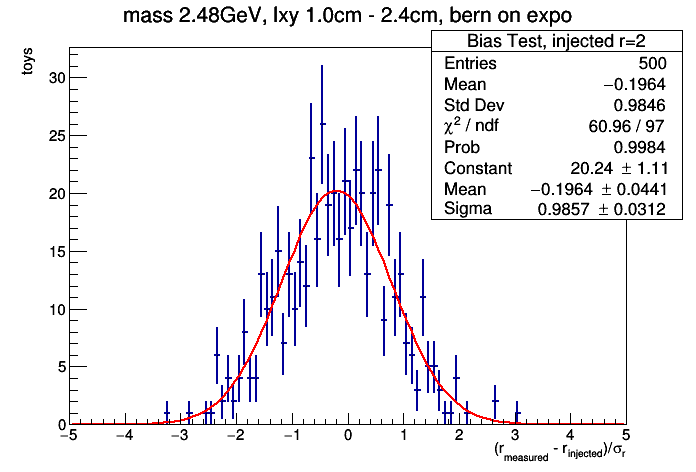 mass 2.48GeV, lxy 1.0cm - 2.4cm, bern on expo
Bias Test, injected r=2
Entries 500
Mean −0.1964
Std Dev 0.9846
χ² / ndf 60.96 / 97
Prob 0.9984
Constant 20.24 ± 1.11
Mean −0.1964 ± 0.0441
Sigma 0.9857 ± 0.0312
toys
30
25
20
15
10
5
0
−5 −4 −3 −2 −1 0 1 2 3 4 5
(r_measured - r_injected)/σ_r